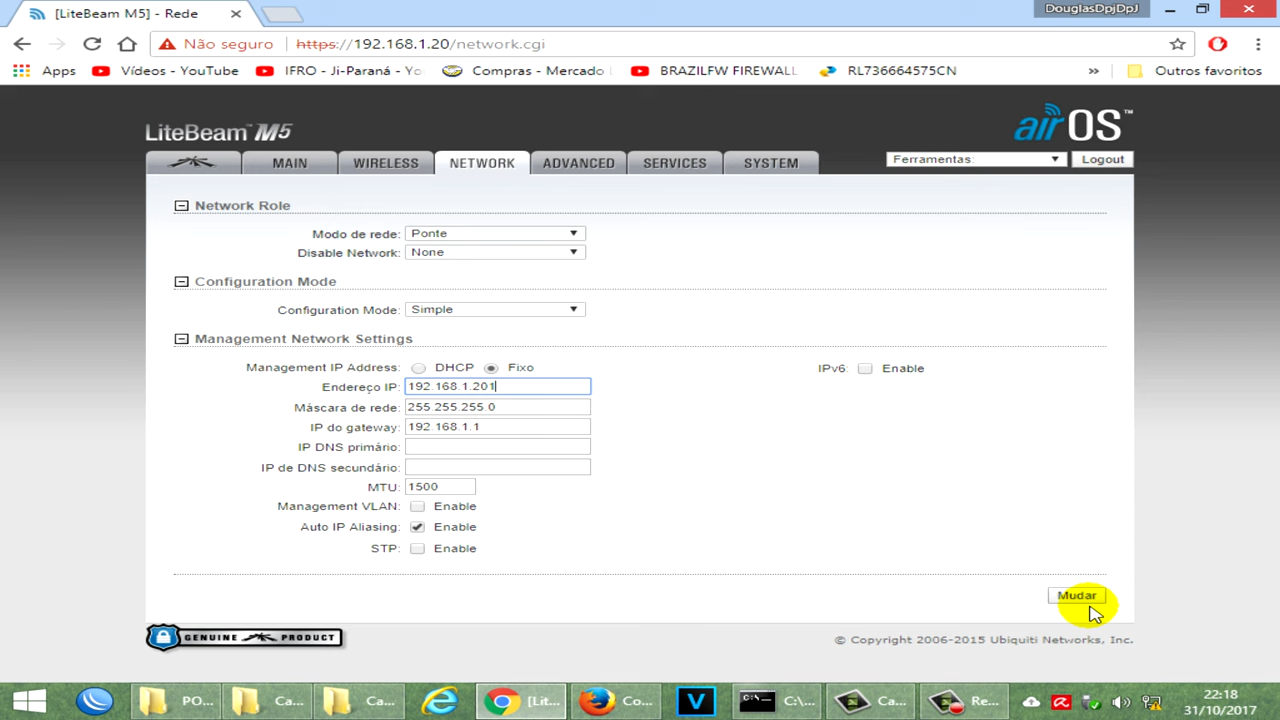 [LiteBeam M5] - Rede
DouglasDpjDpJ
Não seguro https://192.168.1.20/network.cgi
Apps Vídeos - YouTube IFRO - Ji-Paraná - Yo Compras - Mercado BRAZILFW FIREWALL RL736664575CN » Outros favoritos
LiteBeam™ M5
airOS™
MAIN WIRELESS NETWORK ADVANCED SERVICES SYSTEM Ferramentas: Logout
Network Role
Modo de rede: Ponte
Disable Network: None
Configuration Mode
Configuration Mode: Simple
Management Network Settings
Management IP Address: DHCP Fixo IPv6: Enable
Endereço IP: 192.168.1.201
Máscara de rede: 255.255.255.0
IP do gateway: 192.168.1.1
IP DNS primário:
IP de DNS secundário:
MTU: 1500
Management VLAN: Enable
Auto IP Aliasing: Enable
STP: Enable
Mudar
GENUINE PRODUCT
© Copyright 2006-2015 Ubiquiti Networks, Inc.
PO... Ca... Ca... [Lit... Co... V C:\... Ca... Re...
22:18
31/10/2017